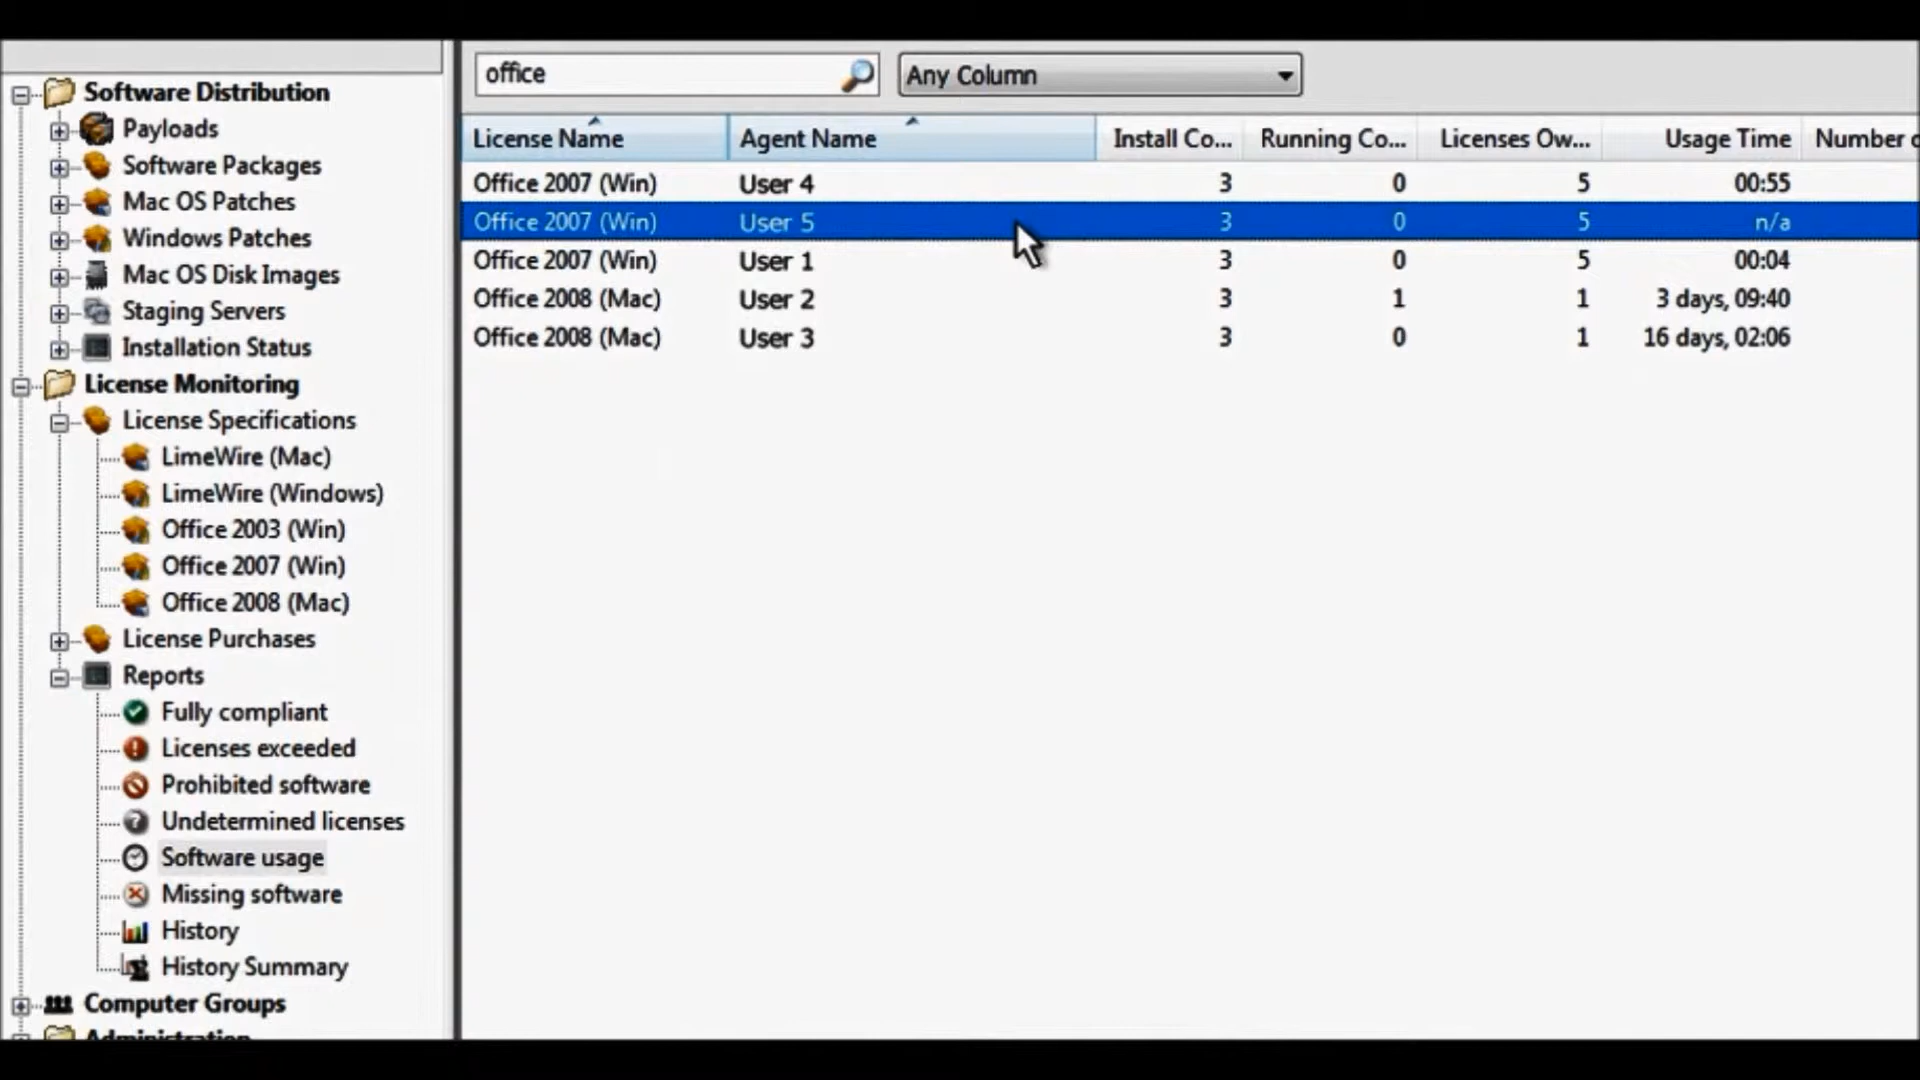 office
Any Column
License Name Agent Name Install Co... Running Co... Licenses Ow... Usage Time Number
Office 2007 (Win) User 4 3 0 5 00:55
Office 2007 (Win) User 5 3 0 5 n/a
Office 2007 (Win) User 1 3 0 5 00:04
Office 2008 (Mac) User 2 3 1 1 3 days, 09:40
Office 2008 (Mac) User 3 3 0 1 16 days, 02:06
Software Distribution
Payloads
Software Packages
Mac OS Patches
Windows Patches
Mac OS Disk Images
Staging Servers
Installation Status
License Monitoring
License Specifications
LimeWire (Mac)
LimeWire (Windows)
Office 2003 (Win)
Office 2007 (Win)
Office 2008 (Mac)
License Purchases
Reports
Fully compliant
Licenses exceeded
Prohibited software
Undetermined licenses
Software usage
Missing software
History
History Summary
Computer Groups
Administration